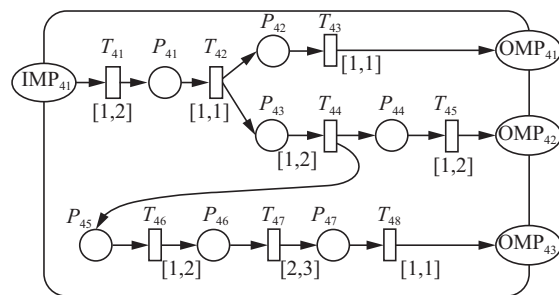 T₄₁ P₄₁ T₄₂ P₄₂ T₄₃
IMP₄₁ [1,2] [1,1] [1,1] OMP₄₁
P₄₃ T₄₄ P₄₄ T₄₅
[1,2] [1,2] OMP₄₂
P₄₅ T₄₆ P₄₆ T₄₇ P₄₇ T₄₈
[1,2] [2,3] [1,1] OMP₄₃